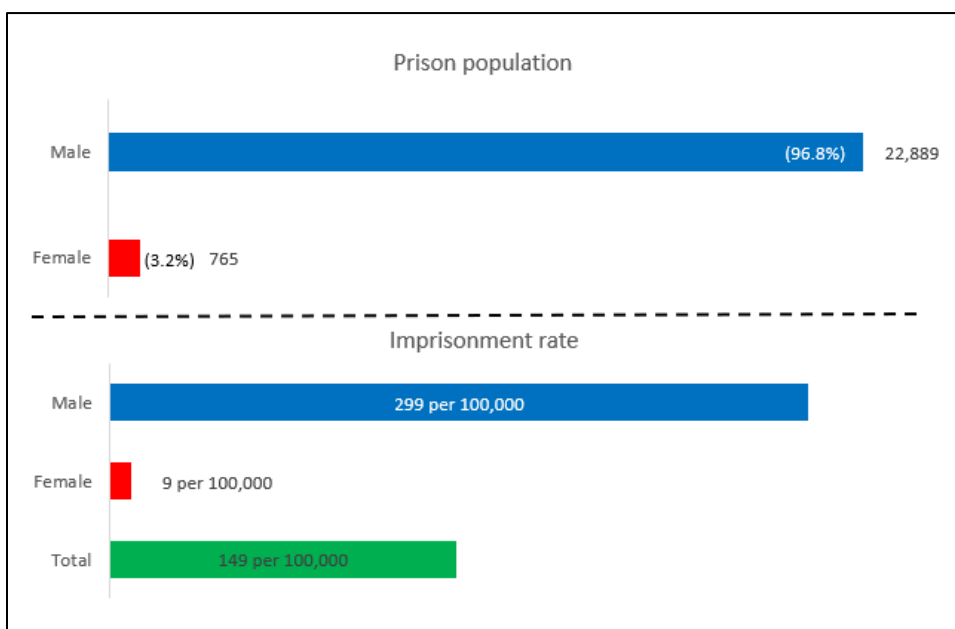 Prison population
Male (96.8%) 22,889
Female (3.2%) 765
Imprisonment rate
Male 299 per 100,000
Female 9 per 100,000
Total 149 per 100,000